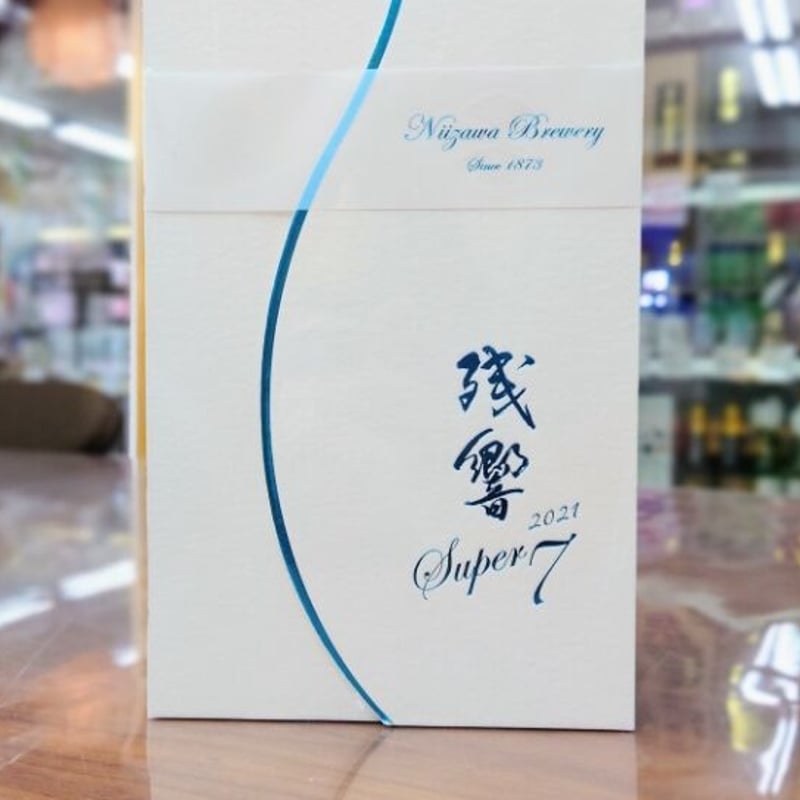 Niizawa Brewery
Since 1873
残
響
2021
Super 7